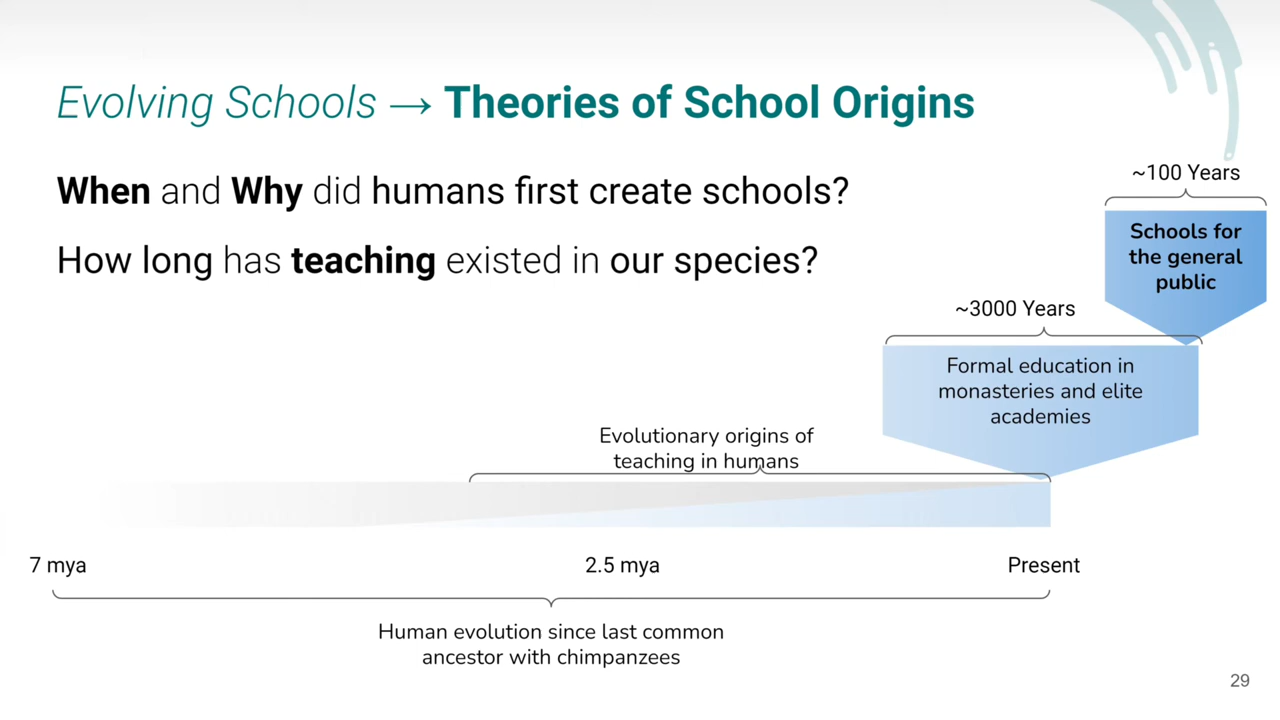 Evolving Schools → Theories of School Origins
When and Why did humans first create schools?
How long has teaching existed in our species?
~100 Years
Schools for
the general
public
~3000 Years
Formal education in
monasteries and elite
academies
Evolutionary origins of
teaching in humans
7 mya
2.5 mya
Present
Human evolution since last common
ancestor with chimpanzees
29